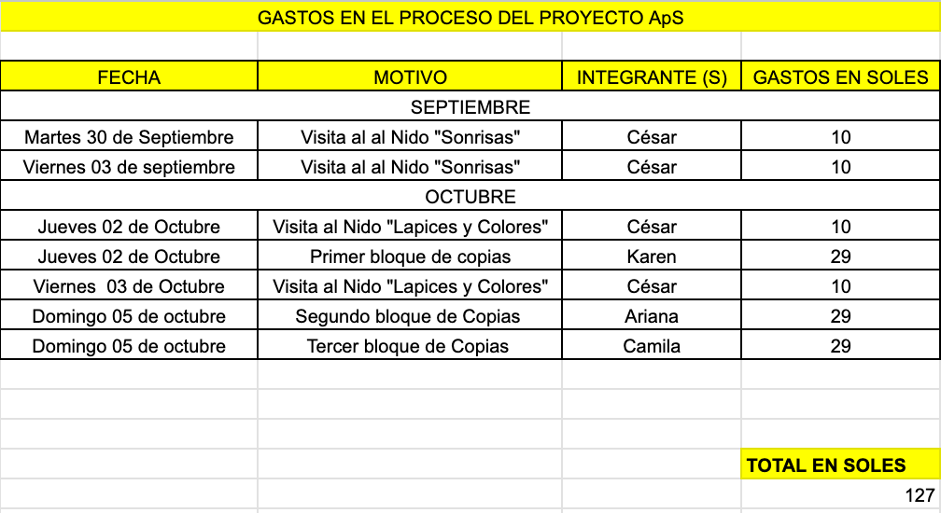 GASTOS EN EL PROCESO DEL PROYECTO ApS
FECHA MOTIVO INTEGRANTE (S) GASTOS EN SOLES
SEPTIEMBRE
Martes 30 de Septiembre Visita al al Nido "Sonrisas" César 10
Viernes 03 de septiembre Visita al al Nido "Sonrisas" César 10
OCTUBRE
Jueves 02 de Octubre Visita al Nido "Lapices y Colores" César 10
Jueves 02 de Octubre Primer bloque de copias Karen 29
Viernes  03 de Octubre Visita al Nido "Lapices y Colores" César 10
Domingo 05 de octubre Segundo bloque de Copias Ariana 29
Domingo 05 de octubre Tercer bloque de Copias Camila 29
TOTAL EN SOLES
127